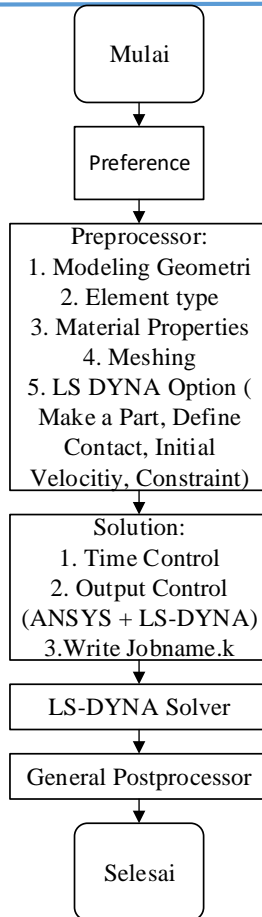 Mulai
Preference
Preprocessor:
1. Modeling Geometri
2. Element type
3. Material Properties
4. Meshing
5. LS DYNA Option (
Make a Part, Define
Contact, Initial
Velocitiy, Constraint)
Solution:
1. Time Control
2. Output Control
(ANSYS + LS-DYNA)
3.Write Jobname.k
LS-DYNA Solver
General Postprocessor
Selesai